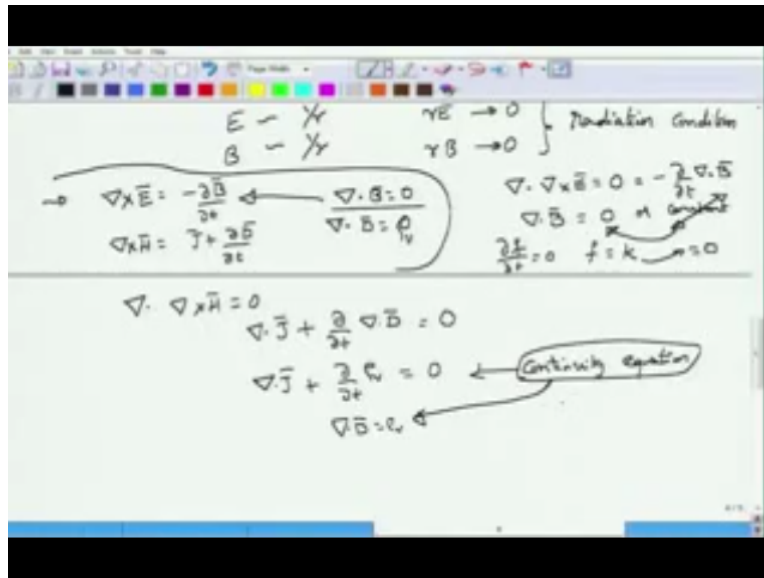 E ~ 1/r    rE̅ → 0 } Radiation Condition
B ~ 1/r    rB → 0
→ ∇×E̅ = -∂B̅/∂t ← ∇·B = 0    ∇·∇×E̅ = 0 = -∂/∂t ∇·B̅
∇×H̅ = J̅ + ∂D̅/∂t    ∇·D̅ = ρᵥ    ∇·B̅ = 0 or constant
∂f/∂t = 0    f = k → = 0
∇· ∇×H̅ = 0
∇·J̅ + ∂/∂t ∇·D̅ = 0
∇·J̅ + ∂/∂t ρᵥ = 0 ← Continuity equation
∇·D̅ = ρᵥ